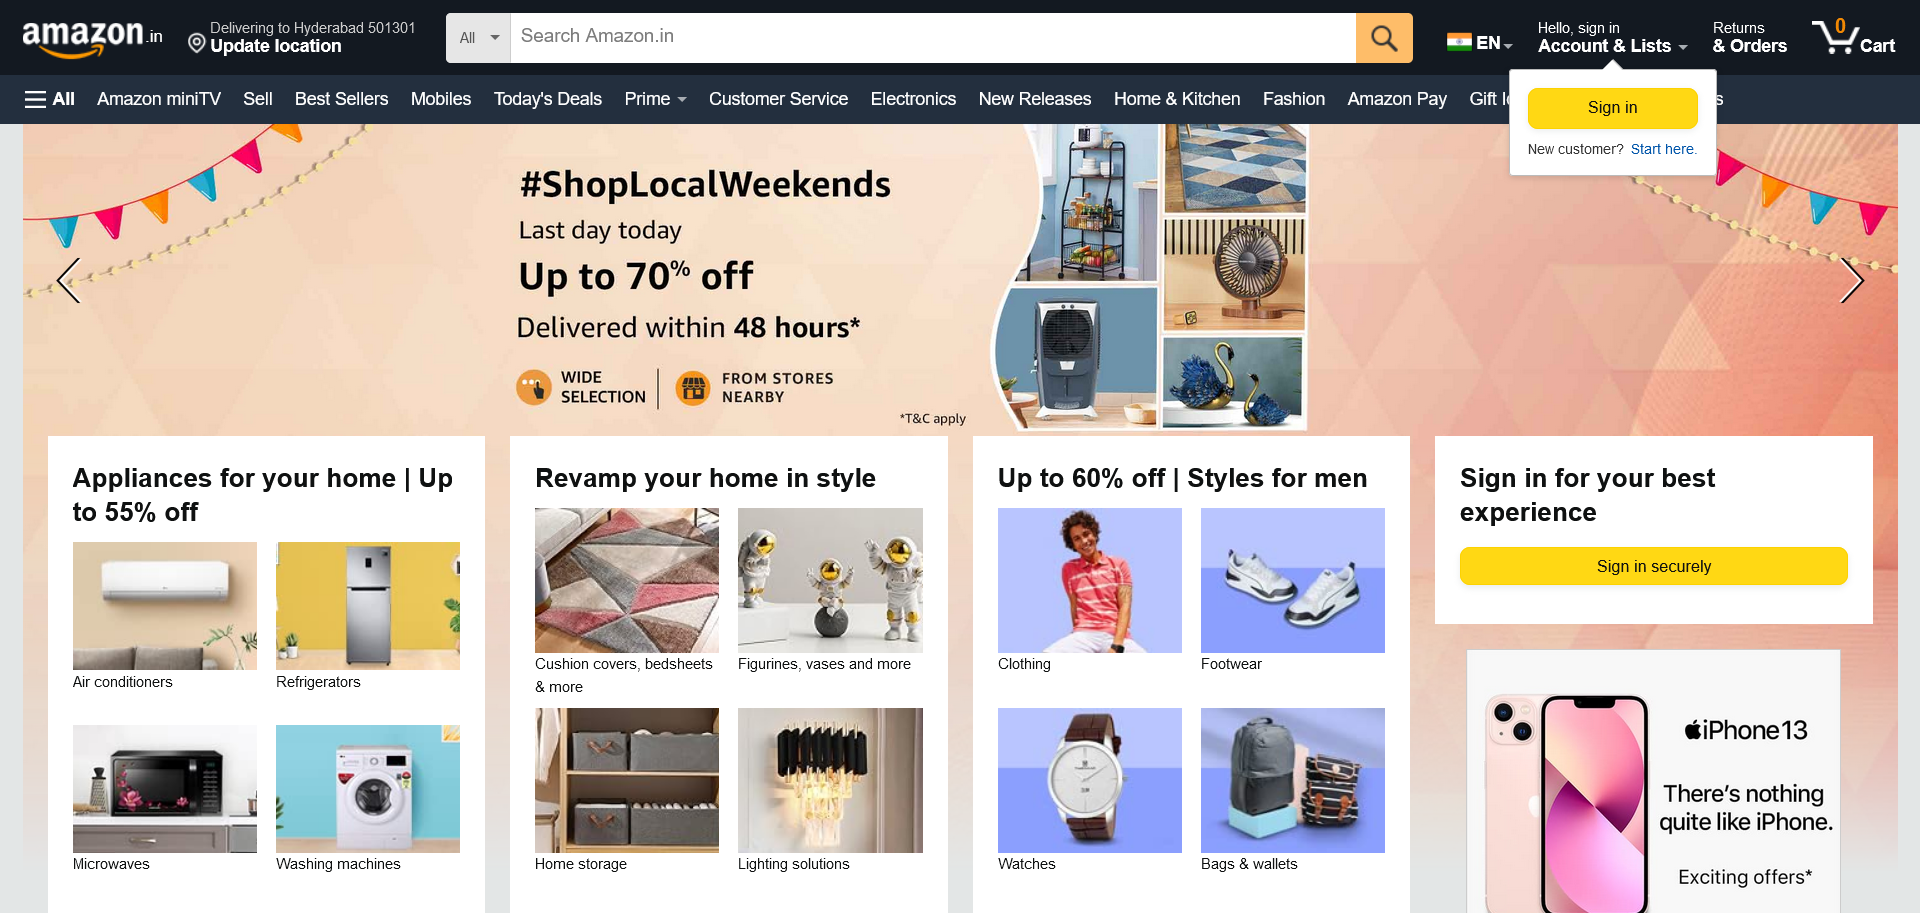 amazon.in
Delivering to Hyderabad 501301
Update location
All
Search Amazon.in
EN
Hello, sign in
Account & Lists
Returns
& Orders
0
Cart
All
Amazon miniTV
Sell
Best Sellers
Mobiles
Today's Deals
Prime
Customer Service
Electronics
New Releases
Home & Kitchen
Fashion
Amazon Pay
Gift
Sign in
New customer? Start here.
#ShopLocalWeekends
Last day today
Up to 70% off
Delivered within 48 hours*
WIDE
SELECTION
FROM STORES
NEARBY
*T&C apply
Appliances for your home | Up
to 55% off
Air conditioners
Refrigerators
Microwaves
Washing machines
Revamp your home in style
Cushion covers, bedsheets
& more
Figurines, vases and more
Home storage
Lighting solutions
Up to 60% off | Styles for men
Clothing
Footwear
Watches
Bags & wallets
Sign in for your best
experience
Sign in securely
iPhone 13
There's nothing
quite like iPhone.
Exciting offers*